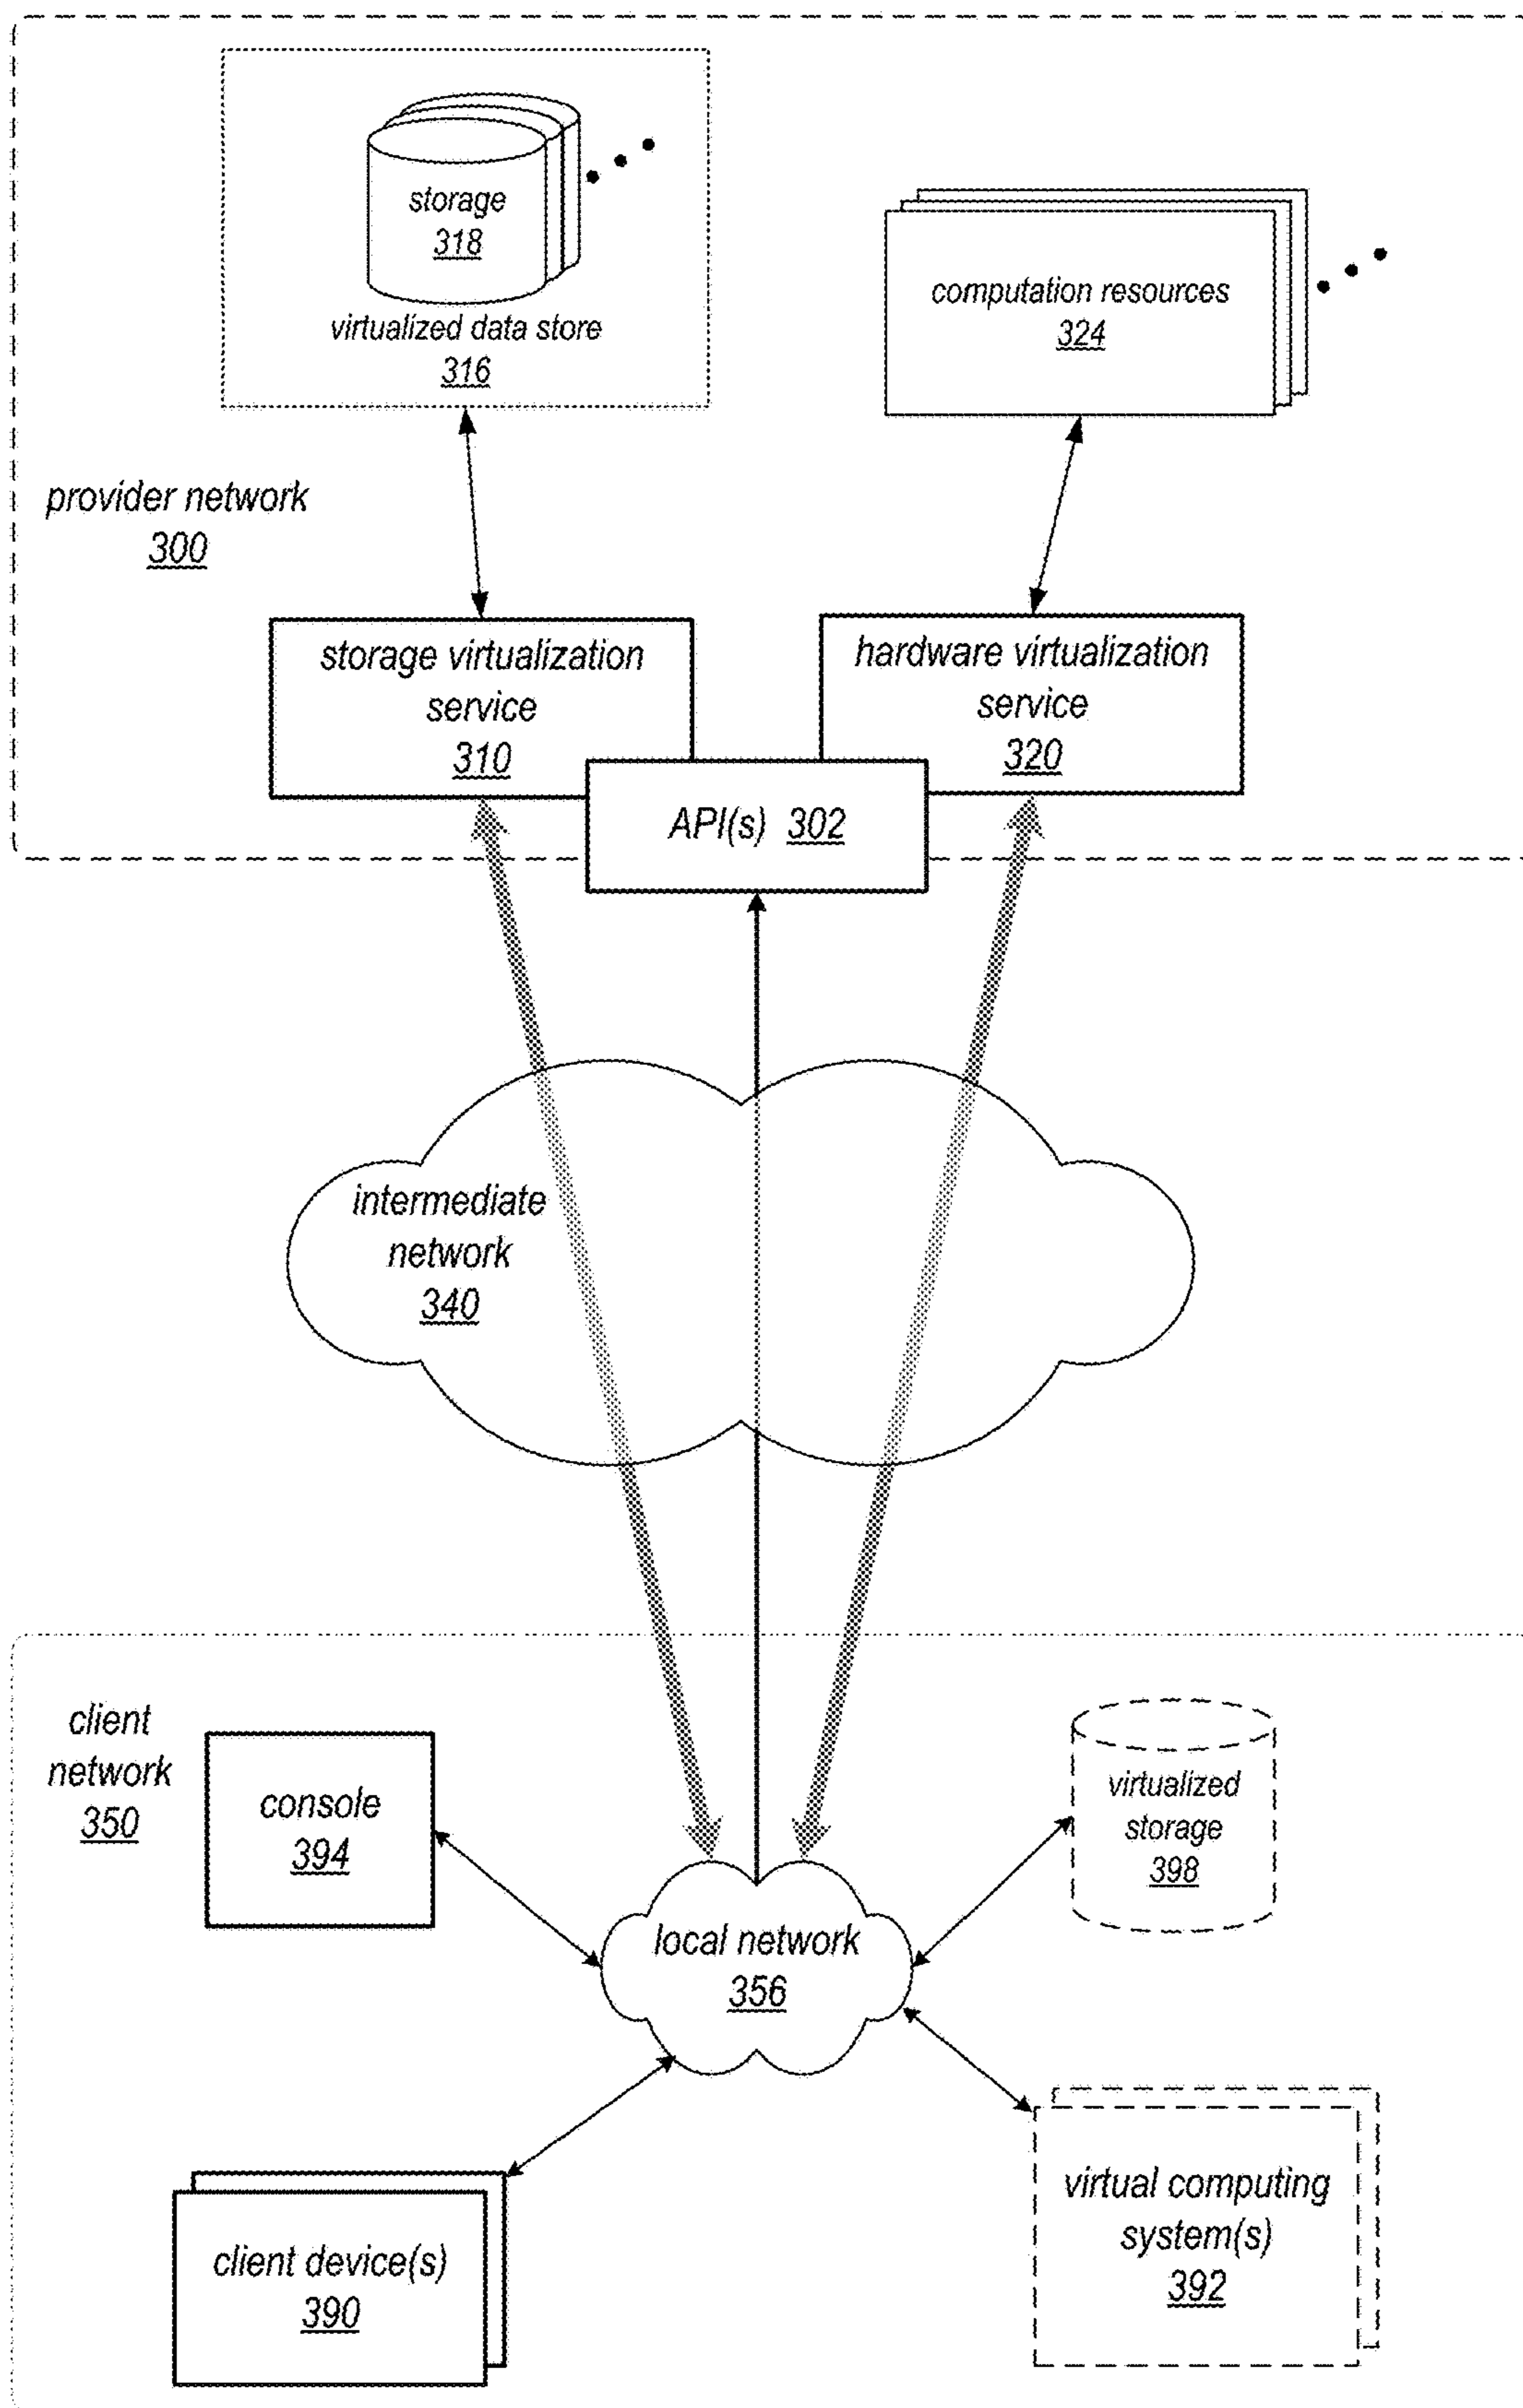 storage
318
virtualized data store
316
computation resources
324
provider network
300
storage virtualization
service
310
hardware virtualization
service
320
API(s) 302
intermediate
network
340
client
network
350
console
394
virtualized
storage
398
local network
356
client device(s)
390
virtual computing
system(s)
392